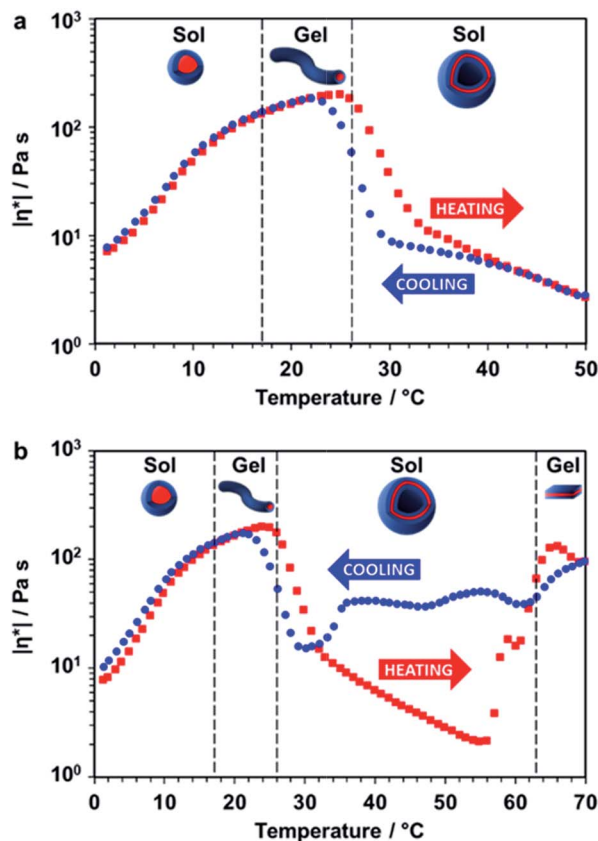 a
Sol Gel Sol
|η*| / Pa s
10³
10²
10¹
10⁰
HEATING
COOLING
0 10 20 30 40 50
Temperature / °C
b
Sol Gel Sol Gel
|η*| / Pa s
10³
10²
10¹
10⁰
COOLING
HEATING
0 10 20 30 40 50 60 70
Temperature / °C